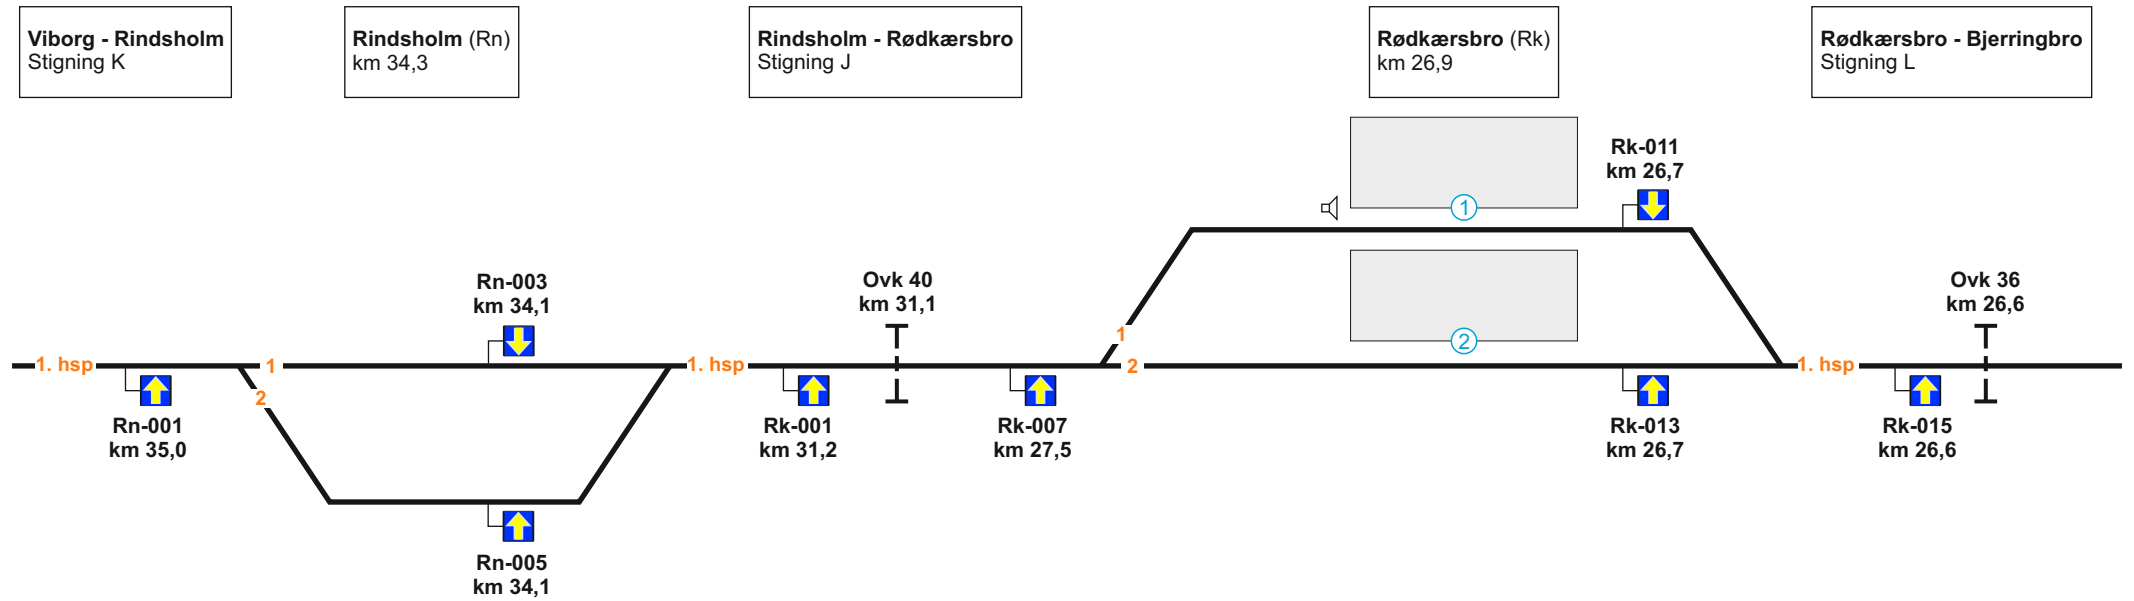 Viborg - Rindsholm
Stigning K
Rindsholm (Rn)
km 34,3
Rindsholm - Rødkærsbro
Stigning J
Rødkærsbro (Rk)
km 26,9
Rødkærsbro - Bjerringbro
Stigning L
Rk-011
km 26,7
1
Rn-003
km 34,1
Ovk 40
km 31,1
Ovk 36
km 26,6
1
2
1. hsp
1
1. hsp
2
1. hsp
2
Rn-001
km 35,0
Rk-001
km 31,2
Rk-007
km 27,5
Rk-013
km 26,7
Rk-015
km 26,6
Rn-005
km 34,1